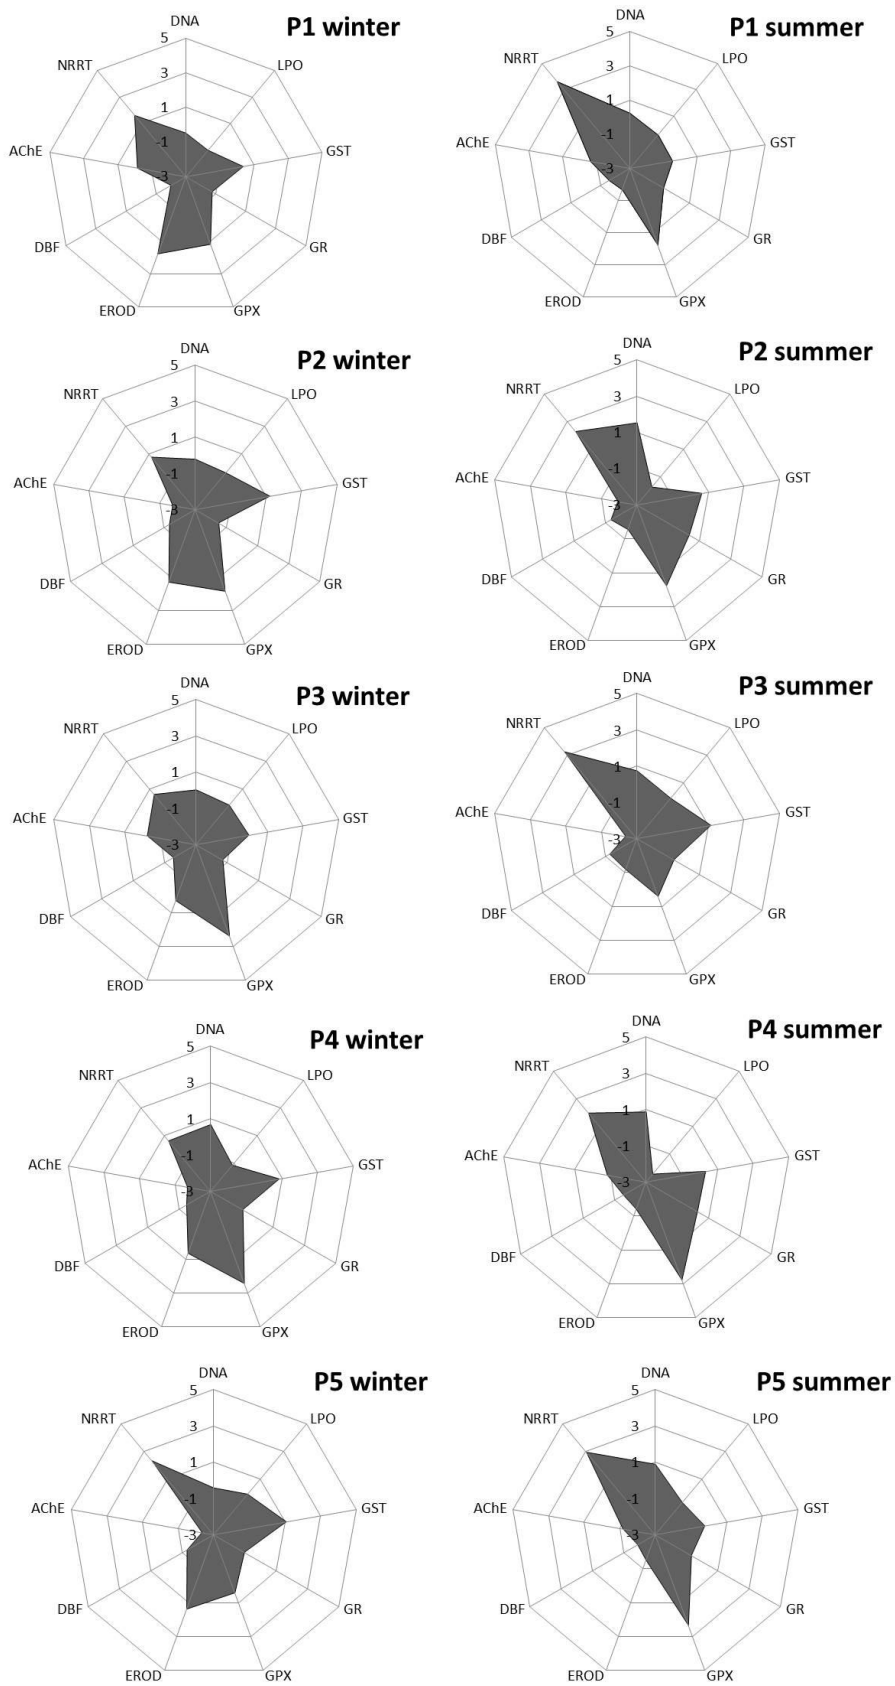 P1 winter
DNA
5
3
1
-1
-3
LPO
GST
GR
GPX
EROD
DBF
AChE
NRRT
P1 summer
DNA
5
3
1
-1
-3
LPO
GST
GR
GPX
EROD
DBF
AChE
NRRT
P2 winter
DNA
5
3
1
-1
-3
LPO
GST
GR
GPX
EROD
DBF
AChE
NRRT
P2 summer
DNA
5
3
1
-1
-3
LPO
GST
GR
GPX
EROD
DBF
AChE
NRRT
P3 winter
DNA
5
3
1
-1
-3
LPO
GST
GR
GPX
EROD
DBF
AChE
NRRT
P3 summer
DNA
5
3
1
-1
-3
LPO
GST
GR
GPX
EROD
DBF
AChE
NRRT
P4 winter
DNA
5
3
1
-1
-3
LPO
GST
GR
GPX
EROD
DBF
AChE
NRRT
P4 summer
DNA
5
3
1
-1
-3
LPO
GST
GR
GPX
EROD
DBF
AChE
NRRT
P5 winter
DNA
5
3
1
-1
-3
LPO
GST
GR
GPX
EROD
DBF
AChE
NRRT
P5 summer
DNA
5
3
1
-1
-3
LPO
GST
GR
GPX
EROD
DBF
AChE
NRRT